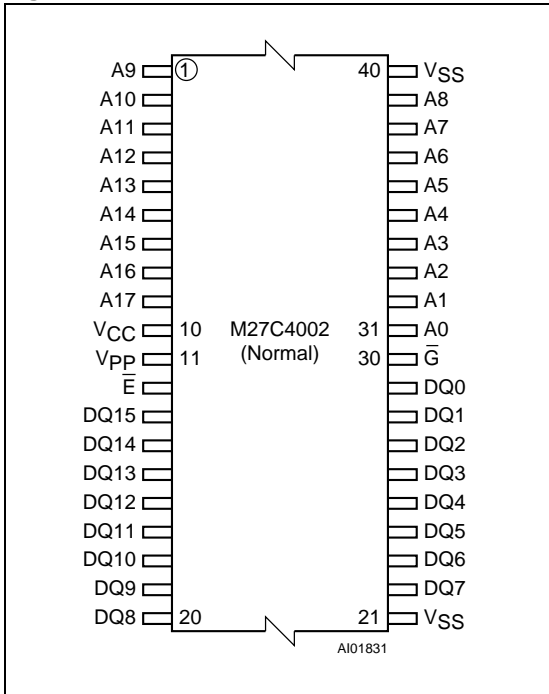 A9 ① 40 VSS
A10 A8
A11 A7
A12 A6
A13 A5
A14 A4
A15 A3
A16 A2
A17 A1
VCC 10 M27C4002 31 A0
VPP 11 (Normal) 30 G̅
E̅ DQ0
DQ15 DQ1
DQ14 DQ2
DQ13 DQ3
DQ12 DQ4
DQ11 DQ5
DQ10 DQ6
DQ9 DQ7
DQ8 20 21 VSS
AI01831